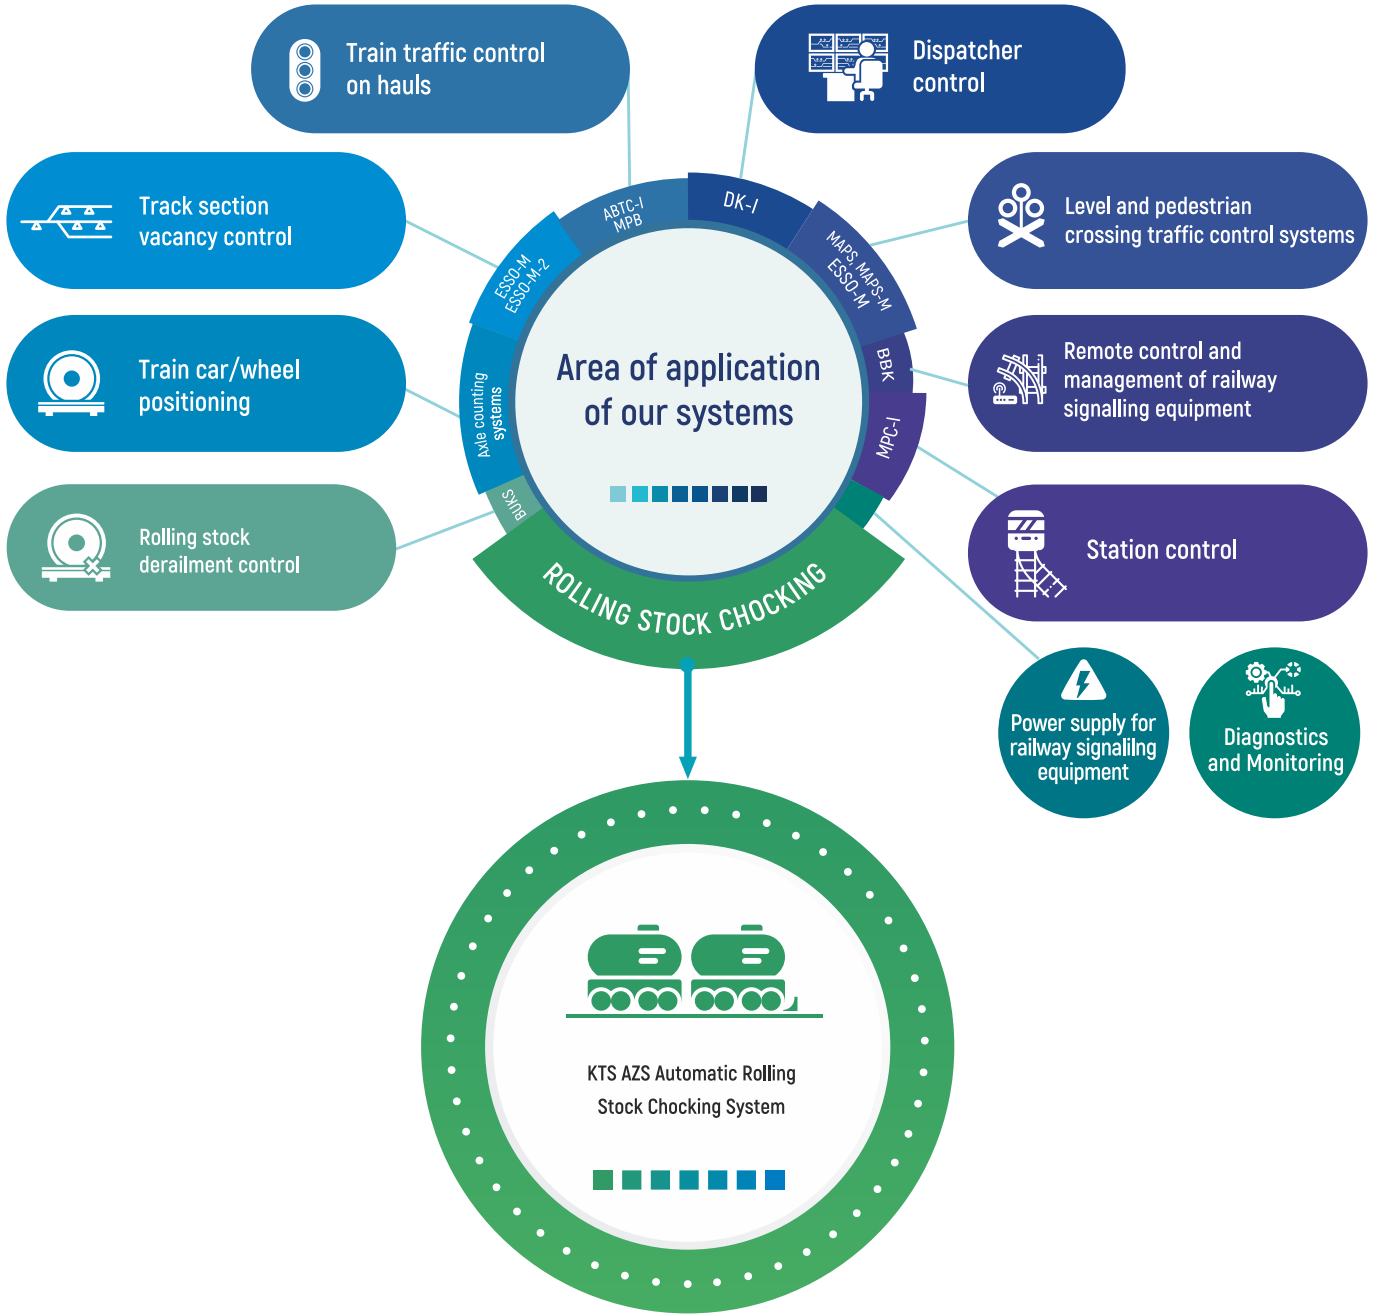 Train traffic control
on hauls
Dispatcher
control
Track section
vacancy control
Level and pedestrian
crossing traffic control systems
Train car/wheel
positioning
Remote control and
management of railway
signalling equipment
Rolling stock
derailment control
Station control
ABTC-I
MPB
DK-I
ESSO-M
ESSO-M-2
MAPS, MAPS-M
ESSO-M
Axle counting
systems
BBK
MPC-I
BUKS
Area of application
of our systems
ROLLING STOCK CHOCKING
Power supply for
railway signalilng
equipment
Diagnostics
and Monitoring
KTS AZS Automatic Rolling
Stock Chocking System